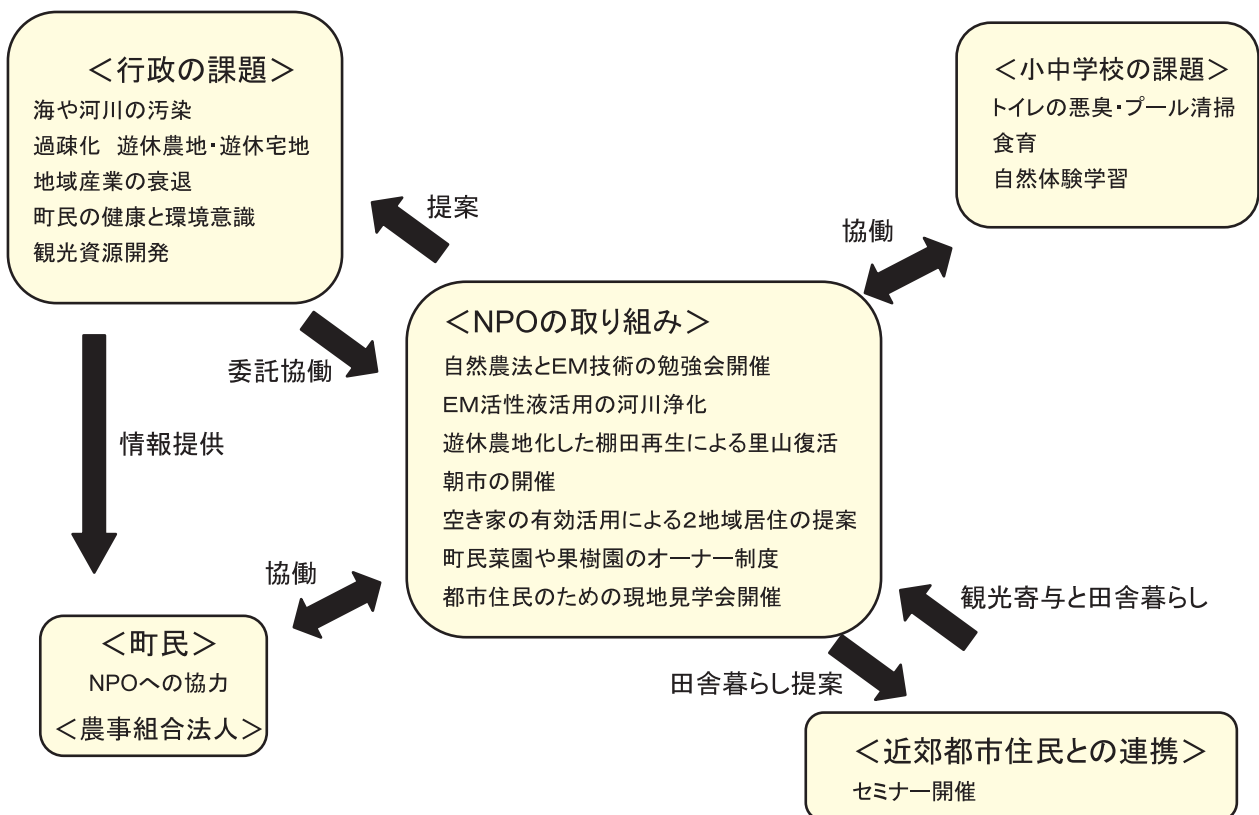 ＜行政の課題＞
海や河川の汚染
過疎化　遊休農地・遊休宅地
地域産業の衰退
町民の健康と環境意識
観光資源開発
＜小中学校の課題＞
トイレの悪臭・プール清掃
食育
自然体験学習
提案
協働
委託協働
情報提供
＜NPOの取り組み＞
自然農法とEM技術の勉強会開催
EM活性液活用の河川浄化
遊休農地化した棚田再生による里山復活
朝市の開催
空き家の有効活用による2地域居住の提案
町民菜園や果樹園のオーナー制度
都市住民のための現地見学会開催
協働
＜町民＞
NPOへの協力
＜農事組合法人＞
観光寄与と田舎暮らし
田舎暮らし提案
＜近郊都市住民との連携＞
セミナー開催